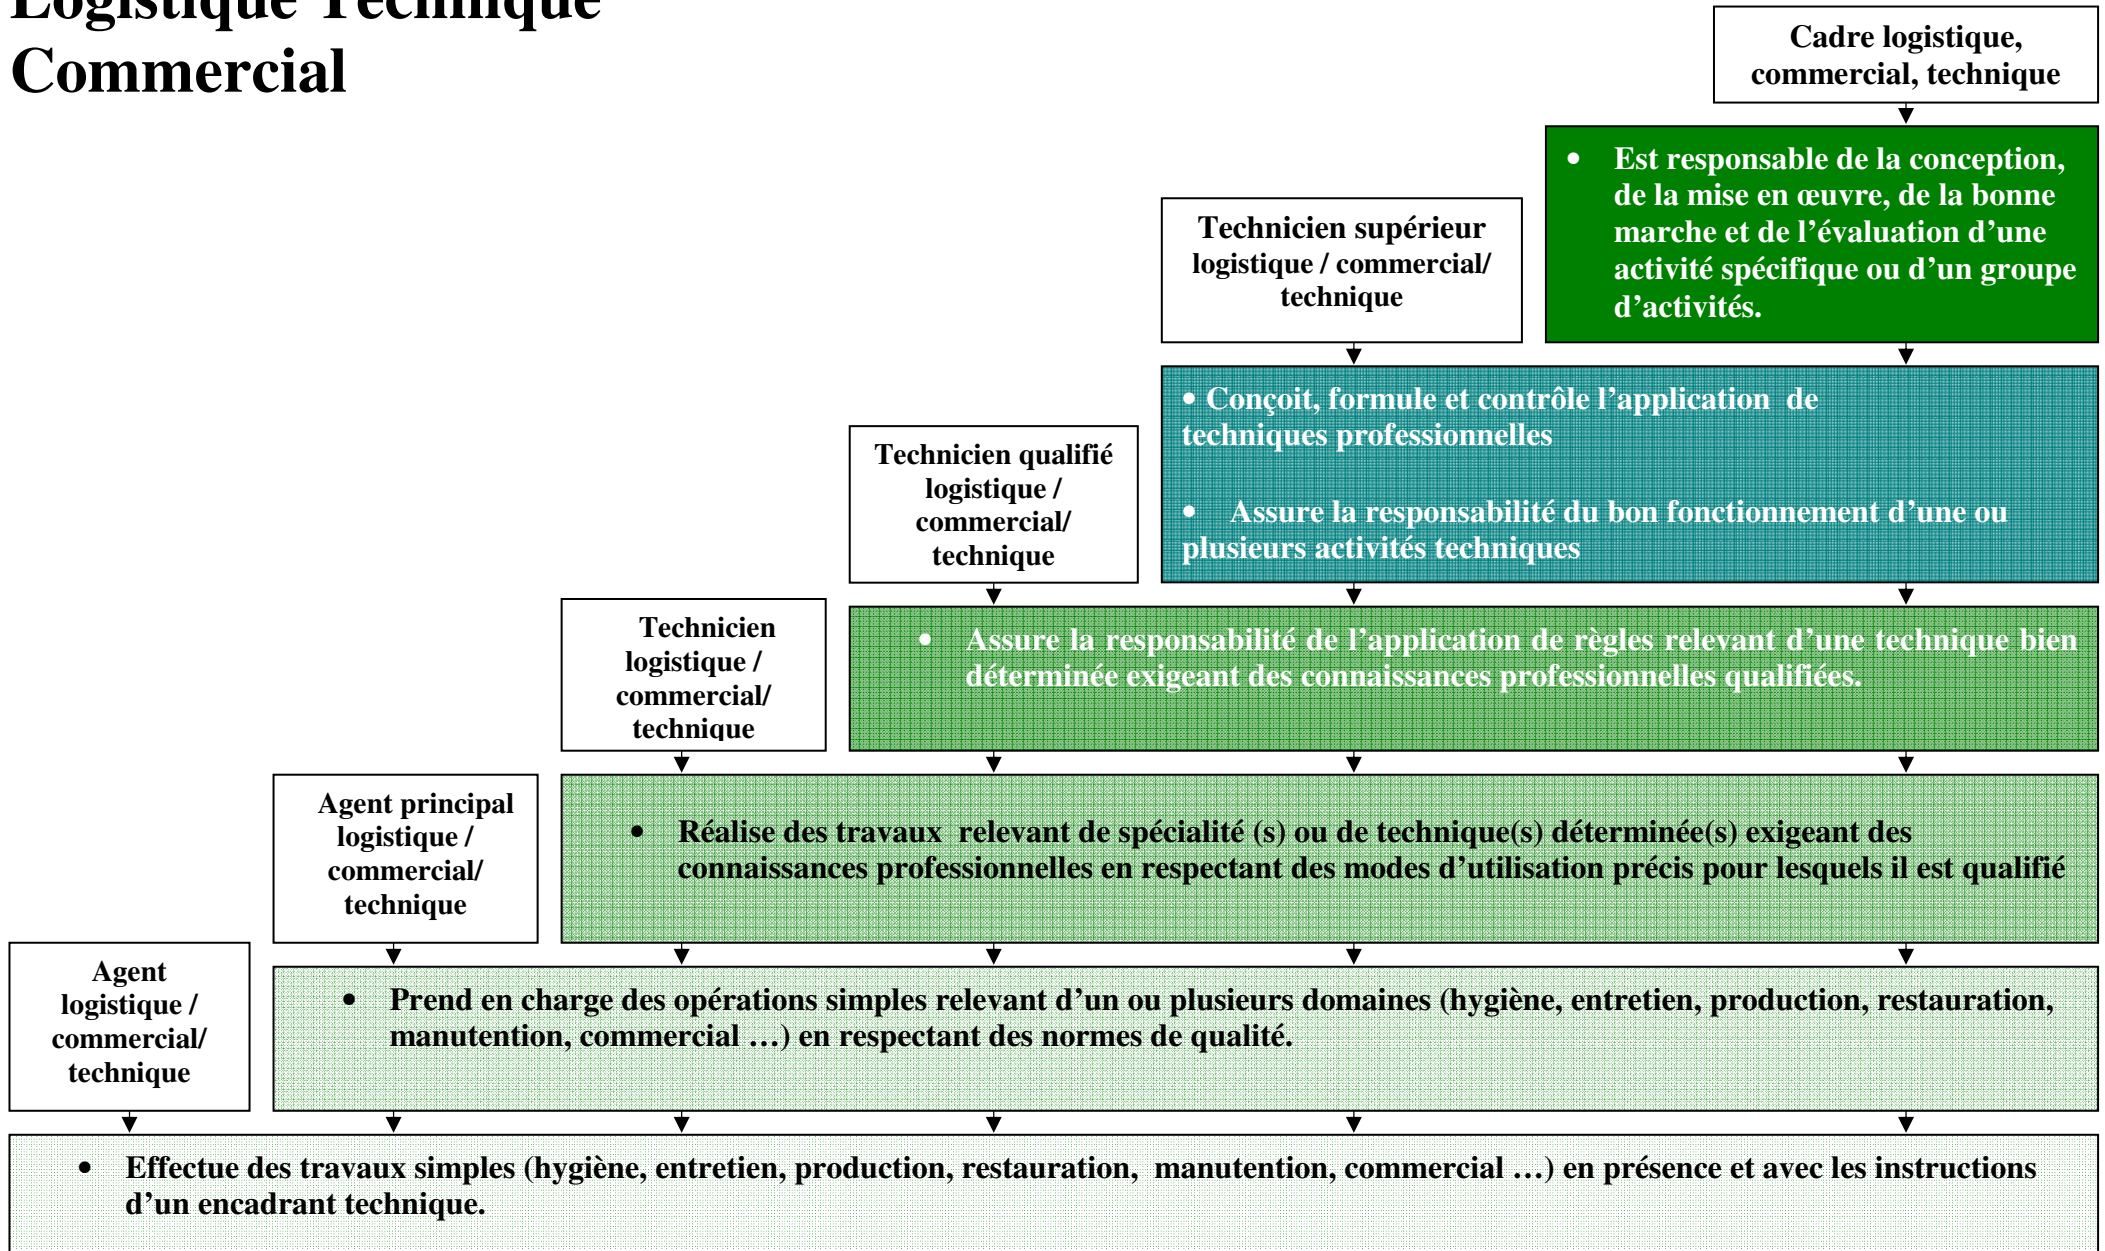 Logistique Technique
Commercial
Cadre logistique,
commercial, technique
• Est responsable de la conception,
de la mise en œuvre, de la bonne
marche et de l’évaluation d’une
activité spécifique ou d’un groupe
d’activités.
Technicien supérieur
logistique / commercial/
technique
• Conçoit, formule et contrôle l’application de
techniques professionnelles
• Assure la responsabilité du bon fonctionnement d’une ou
plusieurs activités techniques
Technicien qualifié
logistique /
commercial/
technique
• Assure la responsabilité de l’application de règles relevant d’une technique bien
déterminée exigeant des connaissances professionnelles qualifiées.
Technicien
logistique /
commercial/
technique
• Réalise des travaux relevant de spécialité (s) ou de technique(s) déterminée(s) exigeant des
connaissances professionnelles en respectant des modes d’utilisation précis pour lesquels il est qualifié
Agent principal
logistique /
commercial/
technique
• Prend en charge des opérations simples relevant d’un ou plusieurs domaines (hygiène, entretien, production, restauration,
manutention, commercial …) en respectant des normes de qualité.
Agent
logistique /
commercial/
technique
• Effectue des travaux simples (hygiène, entretien, production, restauration, manutention, commercial …) en présence et avec les instructions
d’un encadrant technique.